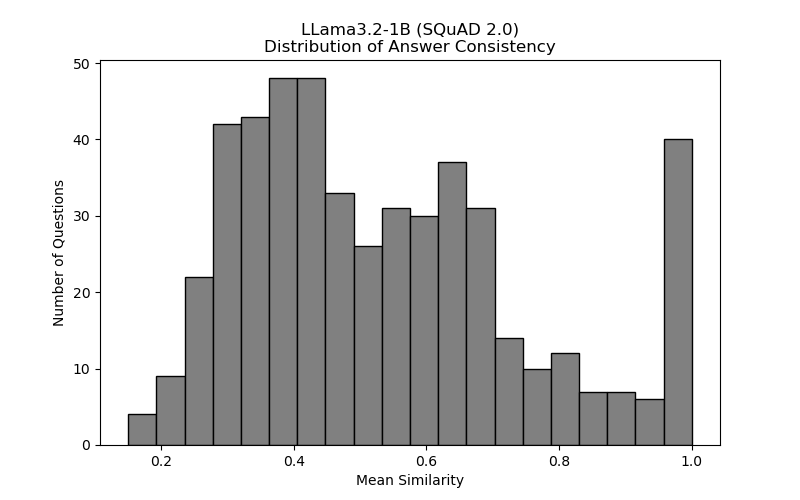 LLama3.2-1B (SQuAD 2.0)
Distribution of Answer Consistency
50
40
30
20
10
0
Number of Questions
0.2 0.4 0.6 0.8 1.0
Mean Similarity